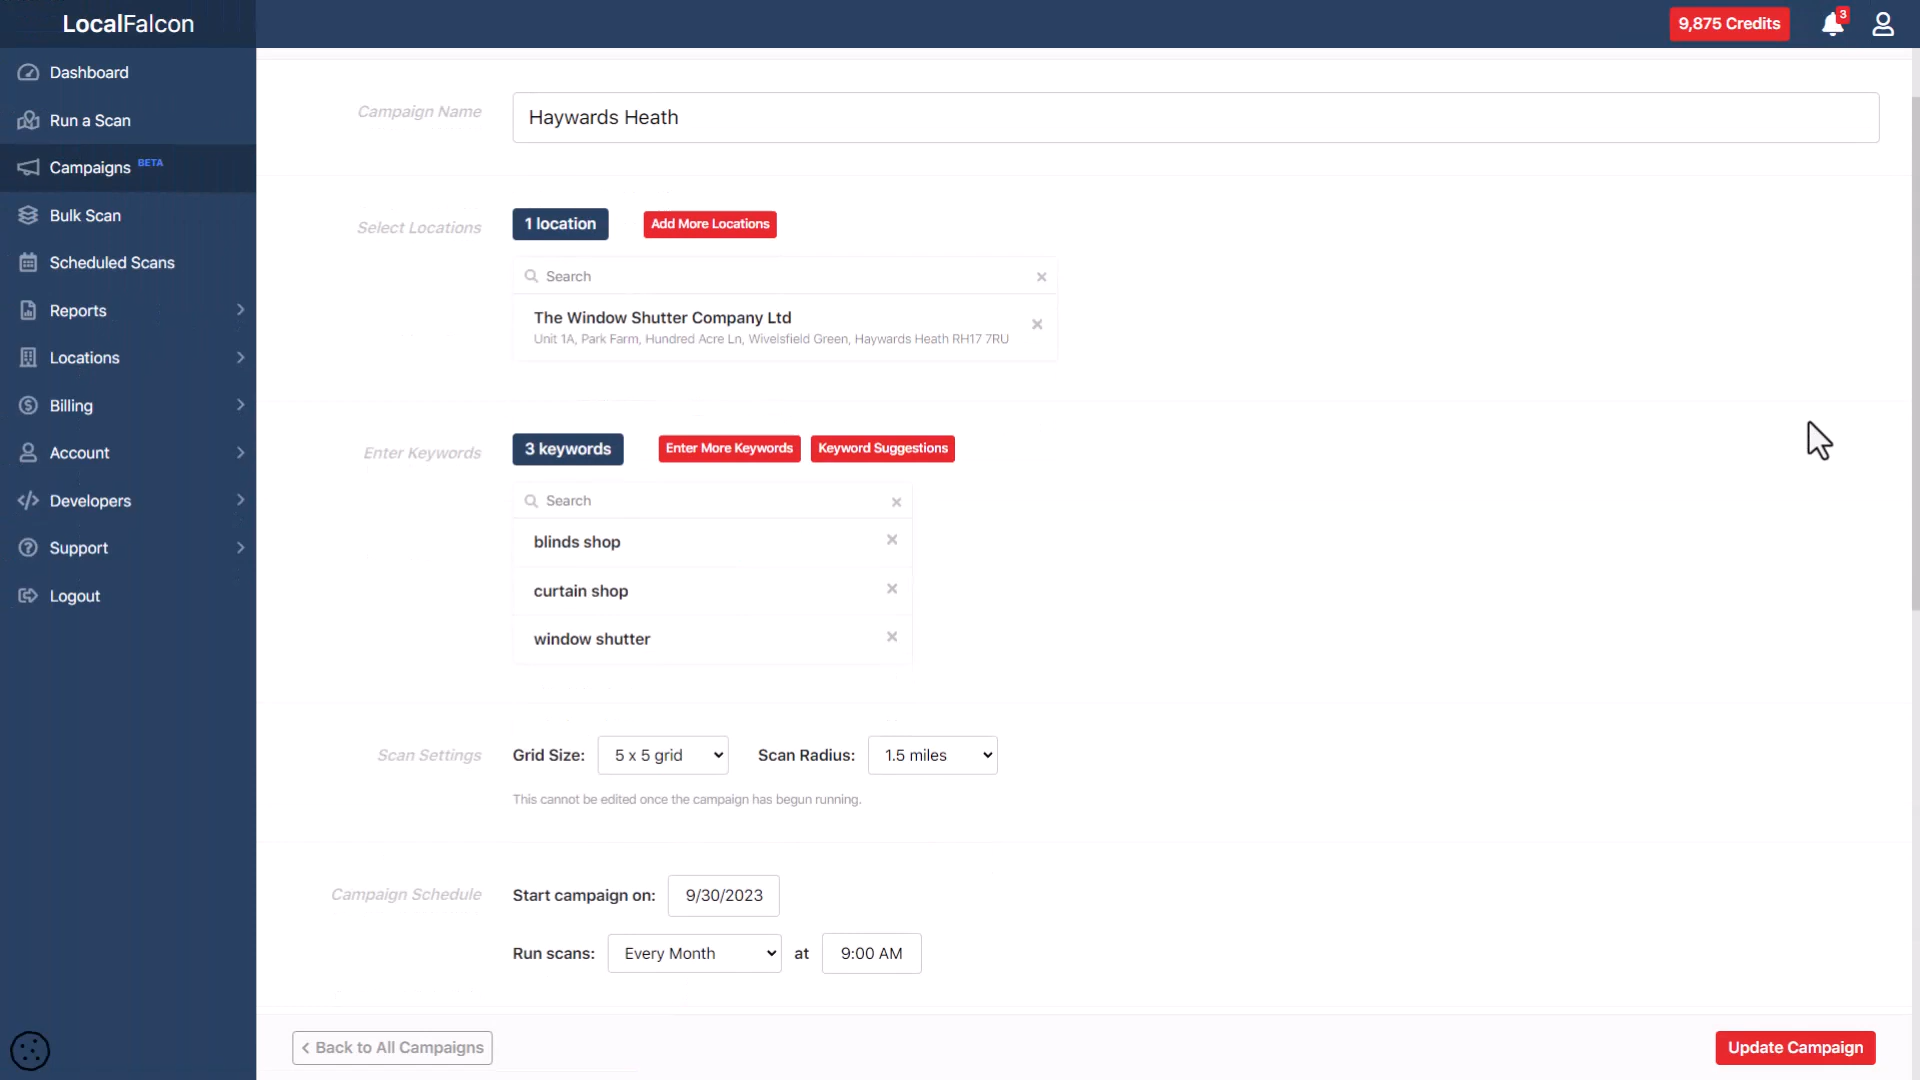 LocalFalcon
9,875 Credits
3
Dashboard
Run a Scan
Campaigns BETA
Bulk Scan
Scheduled Scans
Reports
Locations
Billing
Account
Developers
Support
Logout
Campaign Name
Haywards Heath
Select Locations
1 location
Add More Locations
Search
The Window Shutter Company Ltd
Unit 1A, Park Farm, Hundred Acre Ln, Wivelsfield Green, Haywards Heath RH17 7RU
Enter Keywords
3 keywords
Enter More Keywords
Keyword Suggestions
Search
blinds shop
curtain shop
window shutter
Scan Settings
Grid Size: 5 x 5 grid Scan Radius: 1.5 miles
This cannot be edited once the campaign has begun running.
Campaign Schedule
Start campaign on: 9/30/2023
Run scans: Every Month at 9:00 AM
Back to All Campaigns
Update Campaign